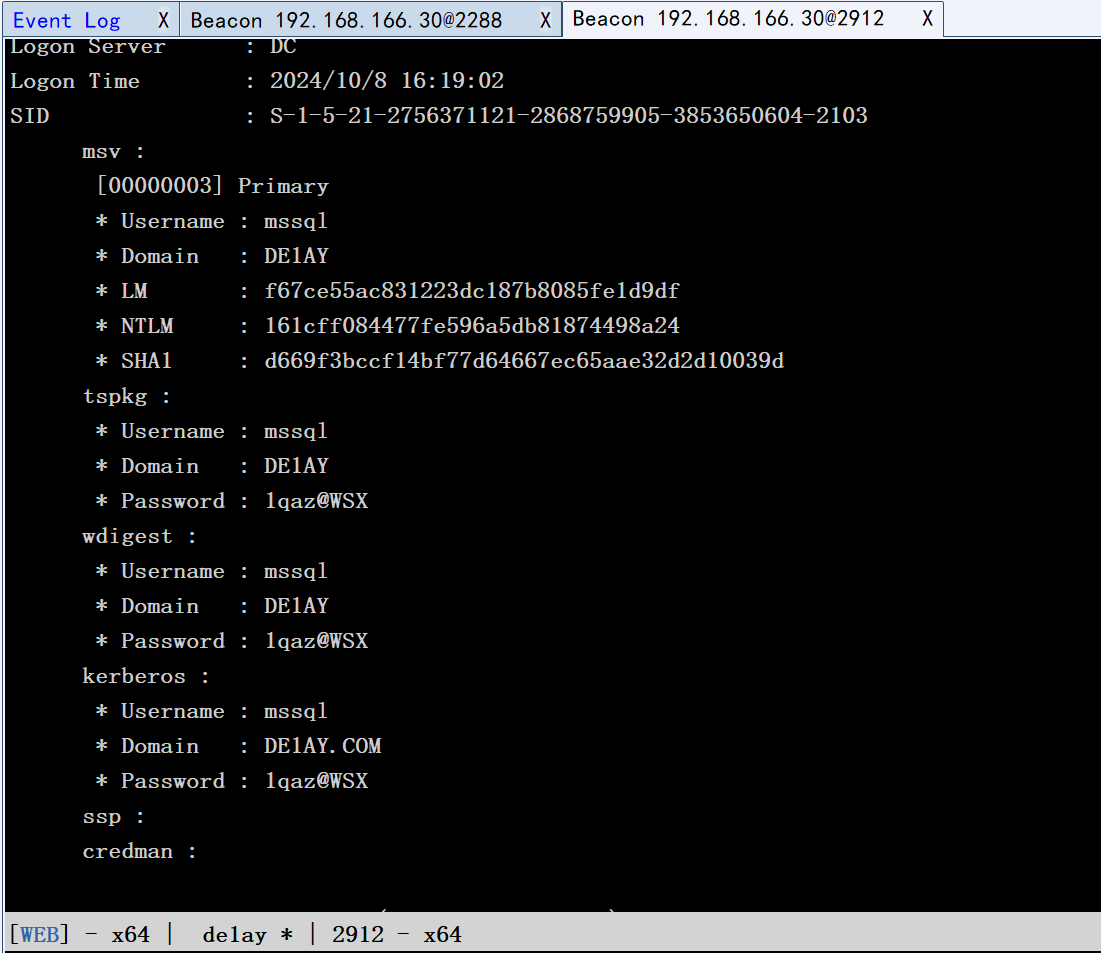 Event Log X Beacon 192.168.166.30@2288 X Beacon 192.168.166.30@2912 X
Logon Server : DC
Logon Time : 2024/10/8 16:19:02
SID : S-1-5-21-2756371121-2868759905-3853650604-2103
msv :
[00000003] Primary
* Username : mssql
* Domain : DE1AY
* LM : f67ce55ac831223dc187b8085fe1d9df
* NTLM : 161cff084477fe596a5db81874498a24
* SHA1 : d669f3bccf14bf77d64667ec65aae32d2d10039d
tspkg :
* Username : mssql
* Domain : DE1AY
* Password : 1qaz@WSX
wdigest :
* Username : mssql
* Domain : DE1AY
* Password : 1qaz@WSX
kerberos :
* Username : mssql
* Domain : DE1AY.COM
* Password : 1qaz@WSX
ssp :
credman :
[WEB] - x64 | de1ay * | 2912 - x64